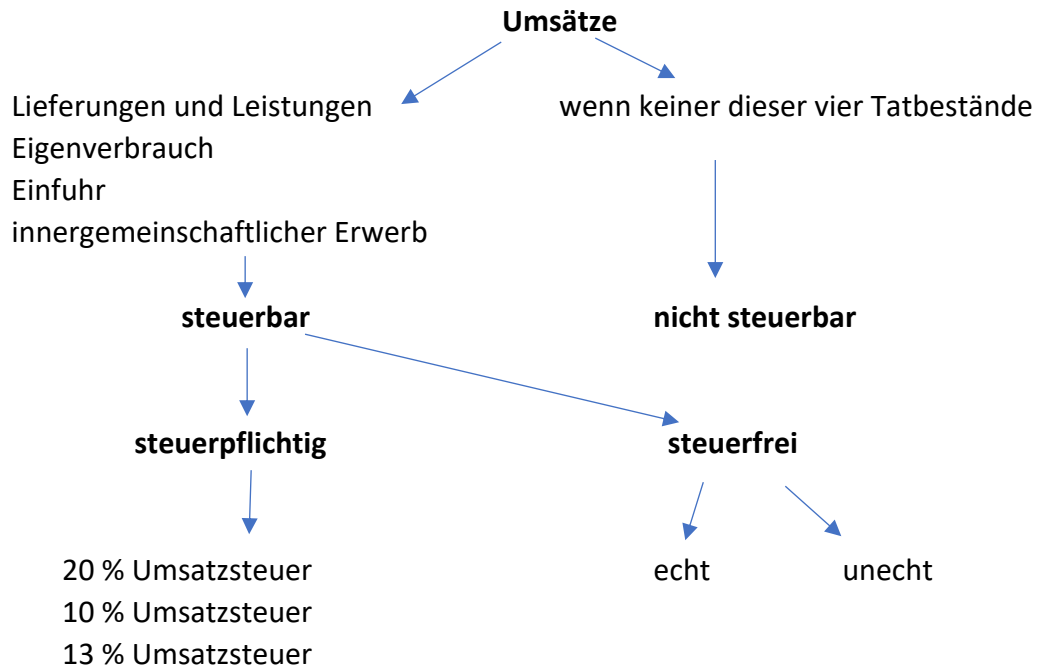 Umsätze
Lieferungen und Leistungen
wenn keiner dieser vier Tatbestände
Eigenverbrauch
Einfuhr
innergemeinschaftlicher Erwerb
steuerbar
nicht steuerbar
steuerpflichtig
steuerfrei
20 % Umsatzsteuer
echt
unecht
10 % Umsatzsteuer
13 % Umsatzsteuer